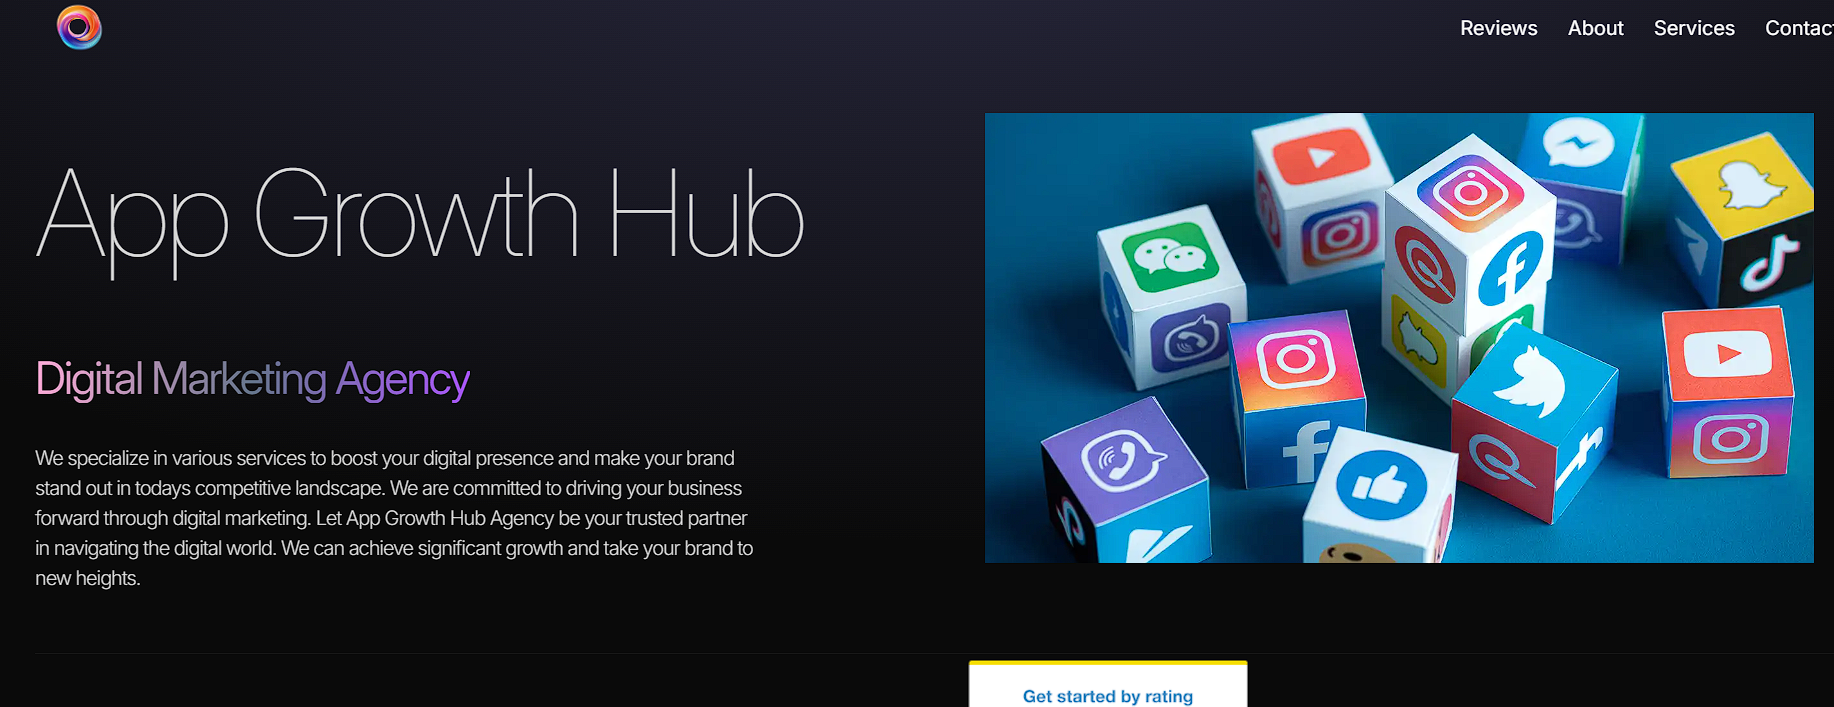 Reviews About Services Contact
App Growth Hub
Digital Marketing Agency
We specialize in various services to boost your digital presence and make your brand
stand out in todays competitive landscape. We are committed to driving your business
forward through digital marketing. Let App Growth Hub Agency be your trusted partner
in navigating the digital world. We can achieve significant growth and take your brand to
new heights.
Get started by rating